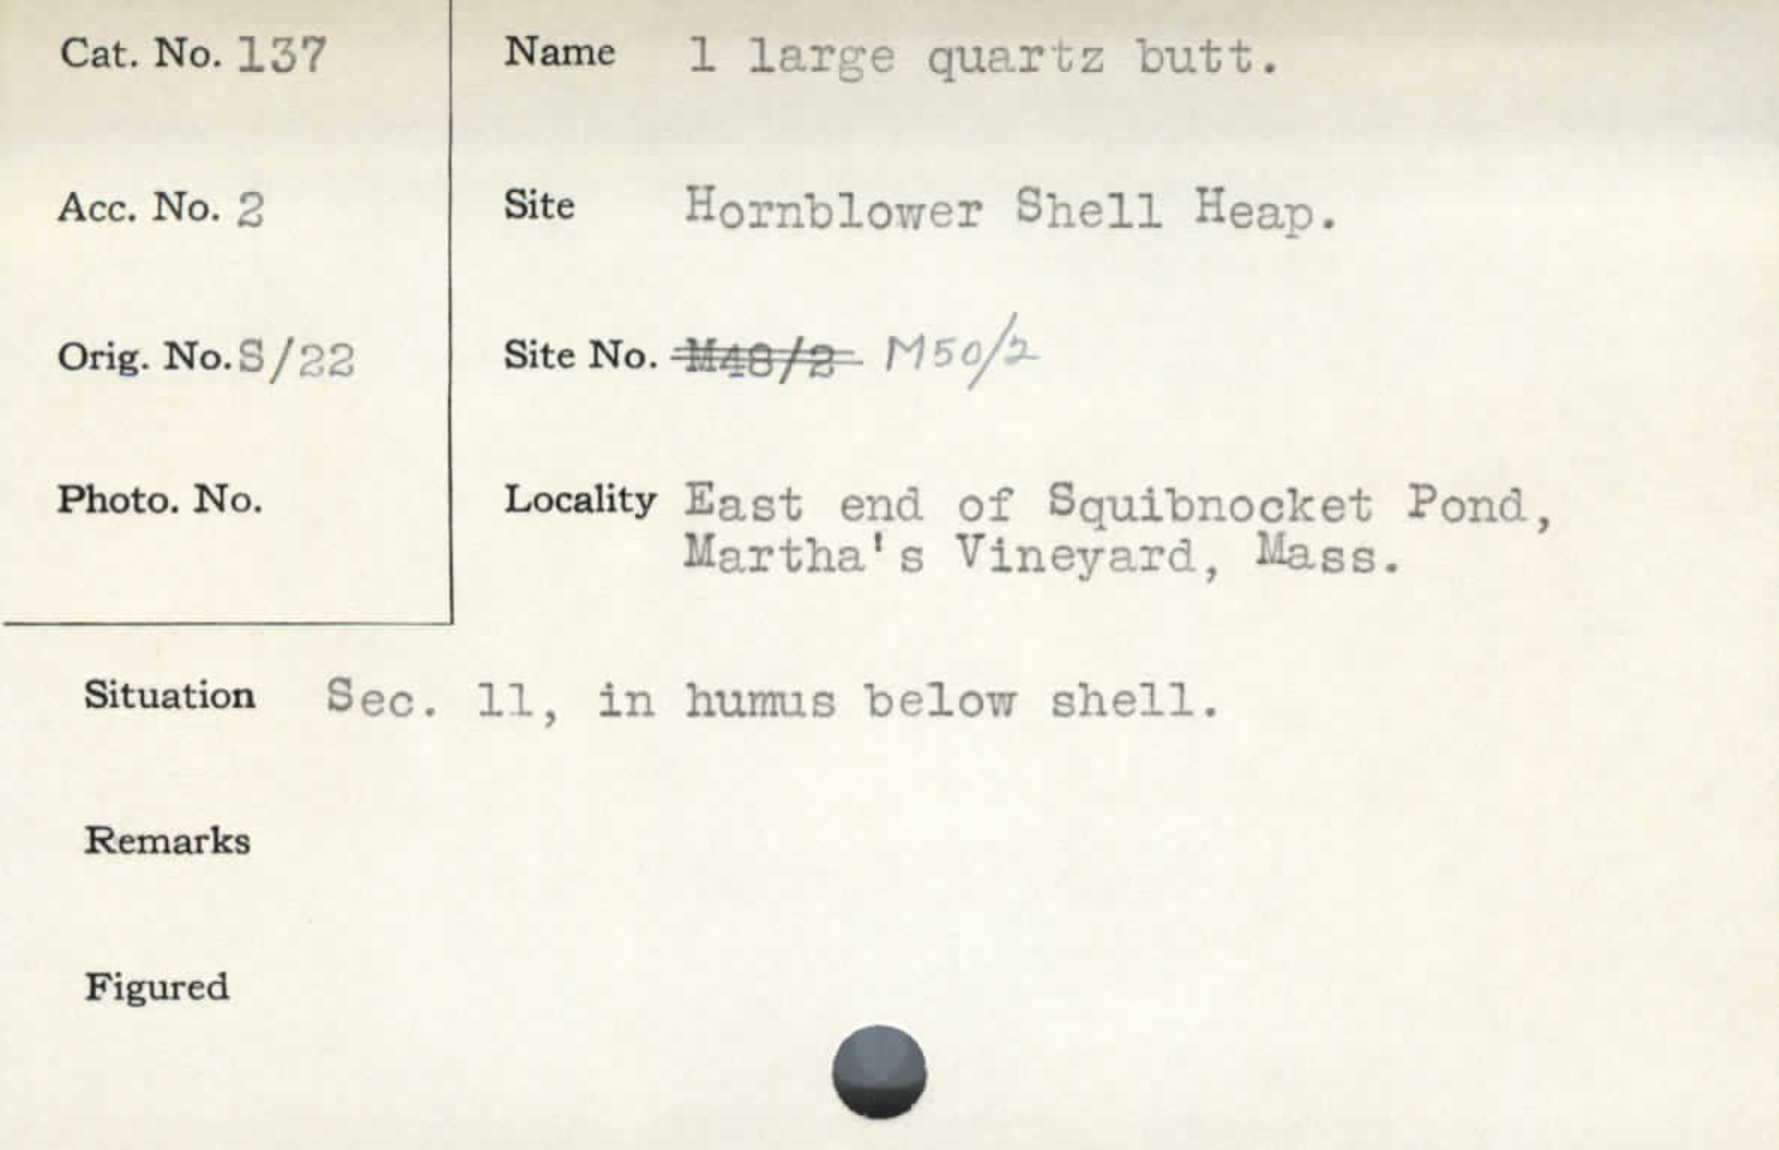 Cat. No. 137
Name 1 large quartz butt.
Acc. No. 2
Site Hornblower Shell Heap.
Orig. No. S/22
Site No. M48/2 M50/2
Photo. No.
Locality East end of Squibnocket Pond,
Martha's Vineyard, Mass.
Situation Sec. 11, in humus below shell.
Remarks
Figured